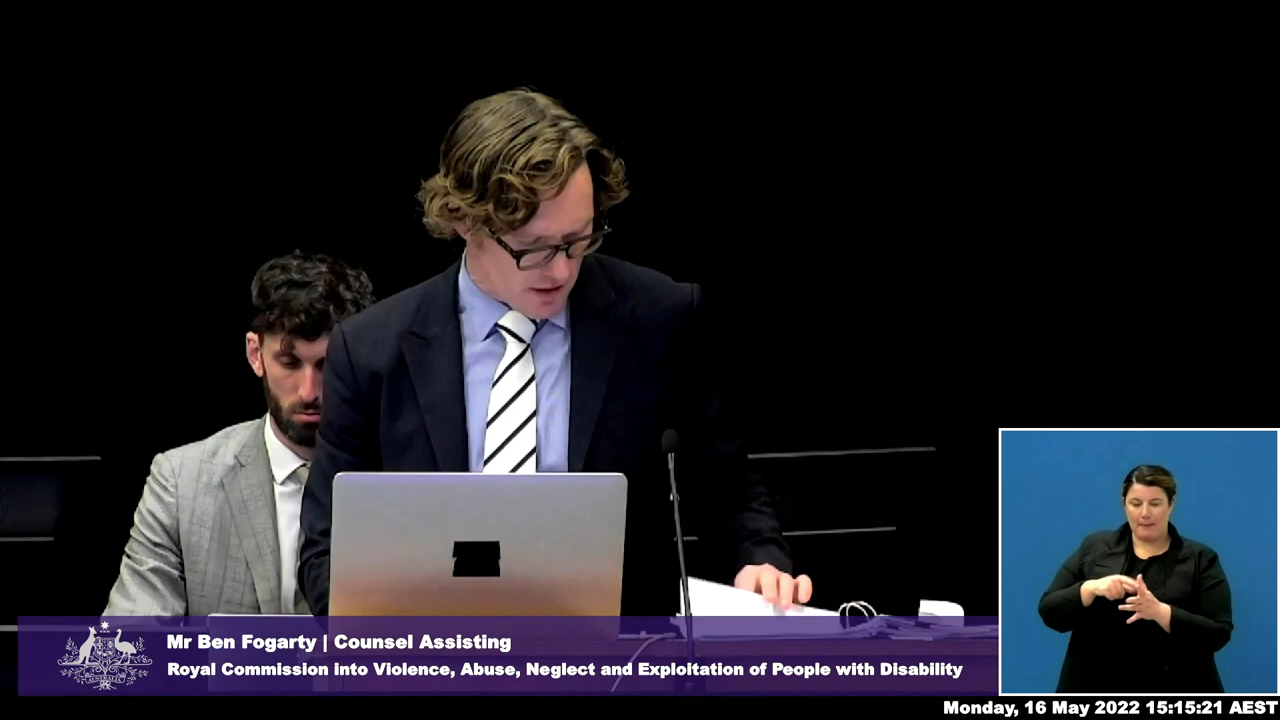 Mr Ben Fogarty | Counsel Assisting
Royal Commission into Violence, Abuse, Neglect and Exploitation of People with Disability
Monday, 16 May 2022 15:15:21 AEST